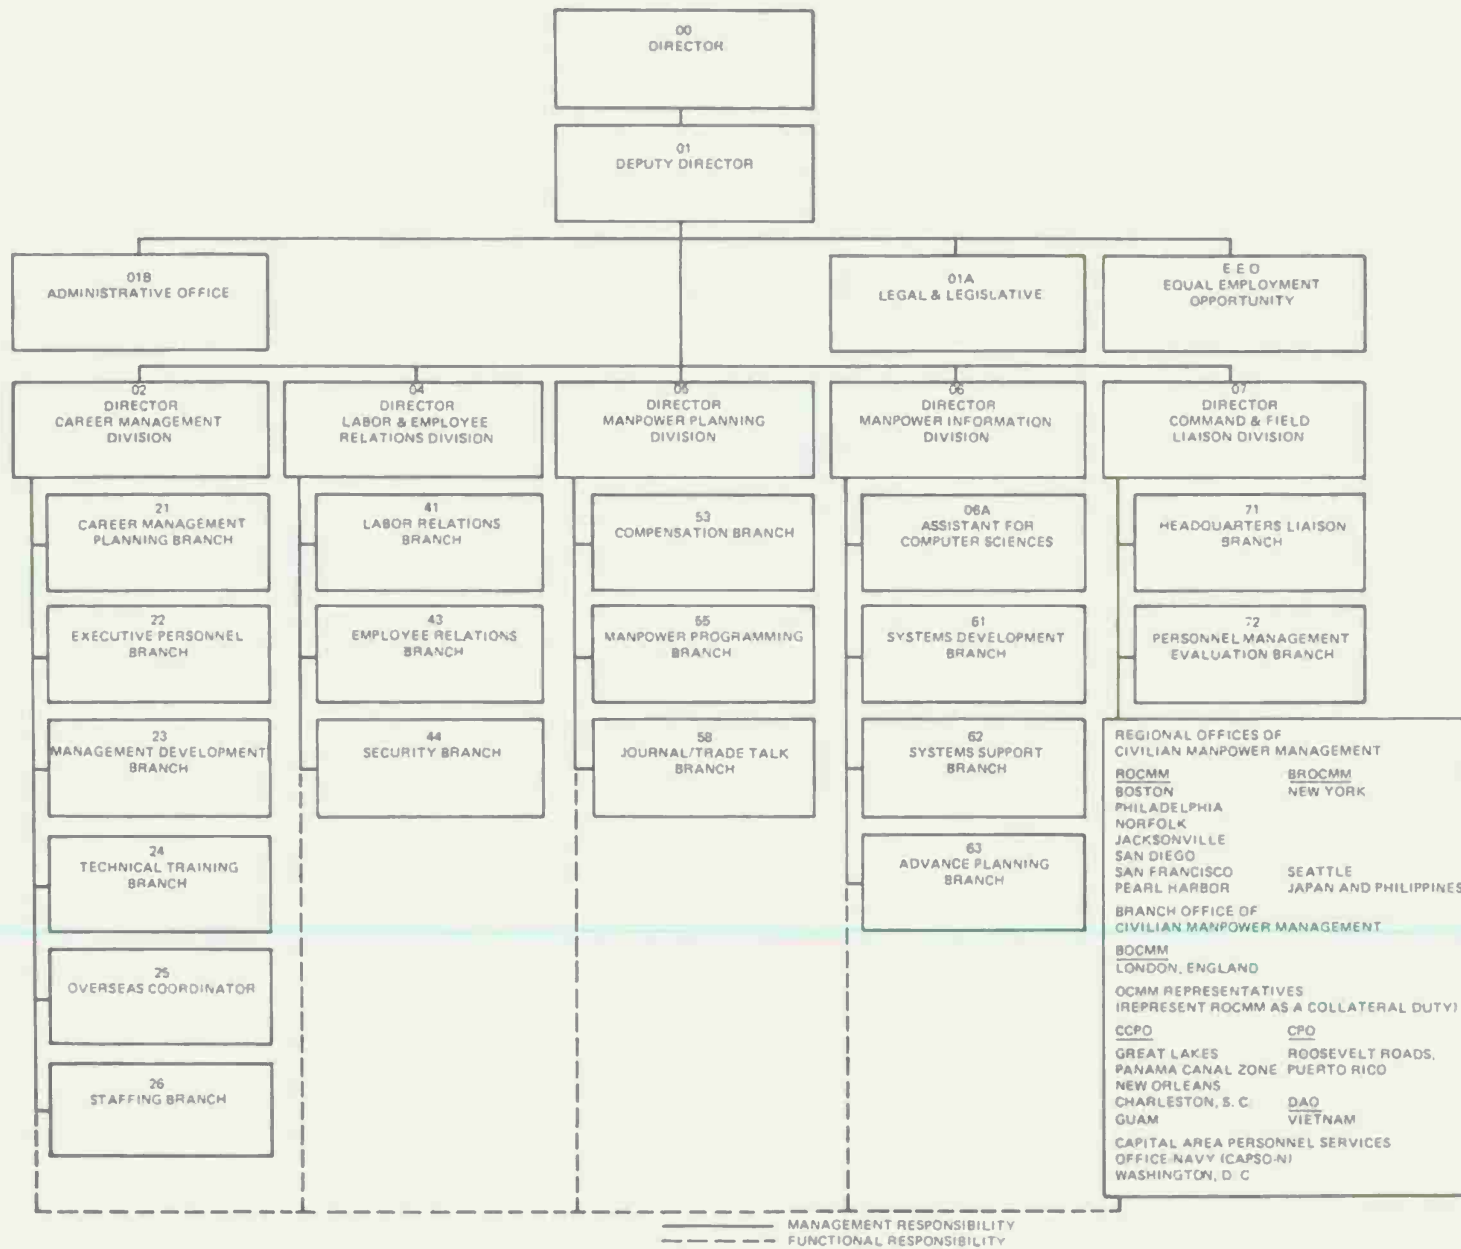 00
DIRECTOR
01
DEPUTY DIRECTOR
01B
ADMINISTRATIVE OFFICE
01A
LEGAL & LEGISLATIVE
E E O
EQUAL EMPLOYMENT
OPPORTUNITY
02
DIRECTOR
CAREER MANAGEMENT
DIVISION
04
DIRECTOR
LABOR & EMPLOYEE
RELATIONS DIVISION
05
DIRECTOR
MANPOWER PLANNING
DIVISION
06
DIRECTOR
MANPOWER INFORMATION
DIVISION
07
DIRECTOR
COMMAND & FIELD
LIAISON DIVISION
21
CAREER MANAGEMENT
PLANNING BRANCH
22
EXECUTIVE PERSONNEL
BRANCH
23
MANAGEMENT DEVELOPMENT
BRANCH
24
TECHNICAL TRAINING
BRANCH
25
OVERSEAS COORDINATOR
26
STAFFING BRANCH
41
LABOR RELATIONS
BRANCH
43
EMPLOYEE RELATIONS
BRANCH
44
SECURITY BRANCH
53
COMPENSATION BRANCH
55
MANPOWER PROGRAMMING
BRANCH
58
JOURNAL/TRADE TALK
BRANCH
06A
ASSISTANT FOR
COMPUTER SCIENCES
61
SYSTEMS DEVELOPMENT
BRANCH
62
SYSTEMS SUPPORT
BRANCH
63
ADVANCE PLANNING
BRANCH
71
HEADQUARTERS LIAISON
BRANCH
72
PERSONNEL MANAGEMENT
EVALUATION BRANCH
REGIONAL OFFICES OF
CIVILIAN MANPOWER MANAGEMENT
ROCMM BROCMM
BOSTON NEW YORK
PHILADELPHIA
NORFOLK
JACKSONVILLE
SAN DIEGO
SAN FRANCISCO SEATTLE
PEARL HARBOR JAPAN AND PHILIPPINES
BRANCH OFFICE OF
CIVILIAN MANPOWER MANAGEMENT
BOCMM
LONDON, ENGLAND
OCMM REPRESENTATIVES
(REPRESENT ROCMM AS A COLLATERAL DUTY)
CCPO CPO
GREAT LAKES ROOSEVELT ROADS,
PANAMA CANAL ZONE PUERTO RICO
NEW ORLEANS
CHARLESTON, S. C. DAO
GUAM VIETNAM
CAPITAL AREA PERSONNEL SERVICES
OFFICE-NAVY (CAPSO-N)
WASHINGTON, D. C
MANAGEMENT RESPONSIBILITY
FUNCTIONAL RESPONSIBILITY